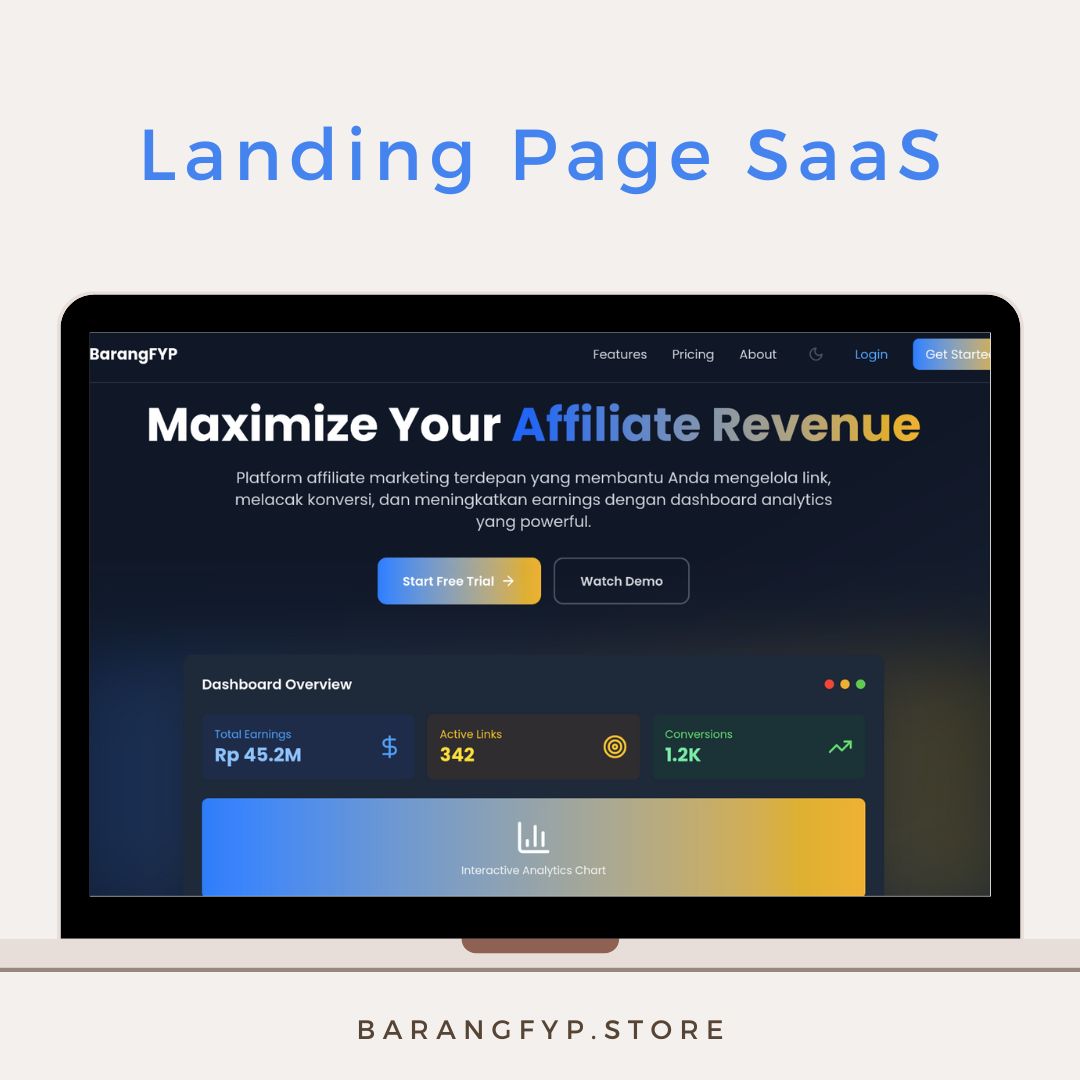 Landing Page SaaS
BarangFYP
Features Pricing About Login Get Starte
Maximize Your Affiliate Revenue
Platform affiliate marketing terdepan yang membantu Anda mengelola link,
melacak konversi, dan meningkatkan earnings dengan dashboard analytics
yang powerful.
Start Free Trial → Watch Demo
Dashboard Overview
Total Earnings
Rp 45.2M
Active Links
342
Conversions
1.2K
Interactive Analytics Chart
BARANGFYP.STORE